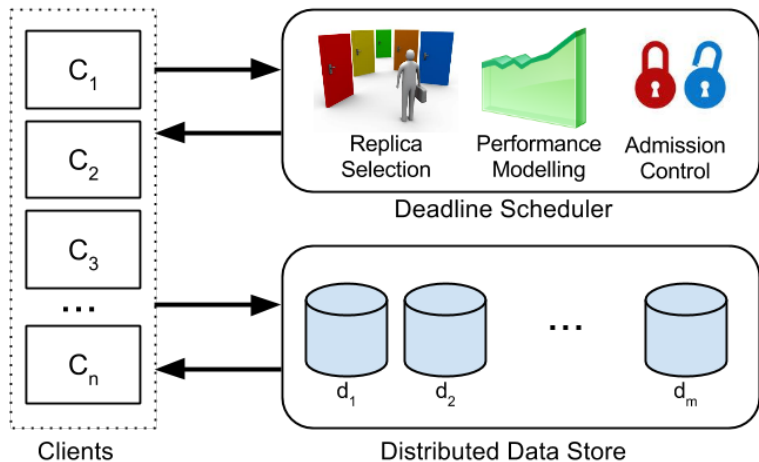 C₁
C₂
C₃
...
Cₙ
Clients
Replica Selection
Performance Modelling
Admission Control
Deadline Scheduler
d₁
d₂
...
dₘ
Distributed Data Store